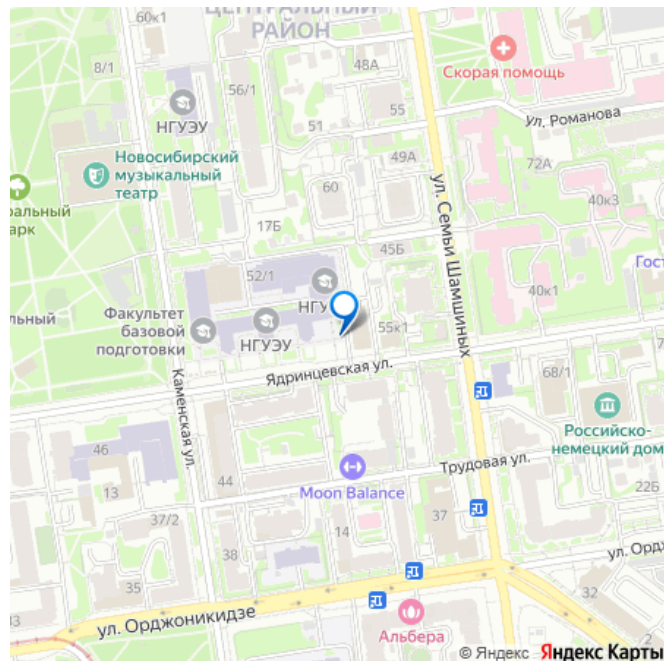 ЦЕНТРАЛЬНЫЙ
РАЙОН
60к1
8/1
48А
Скорая помощь
56/1
55
НГУЭУ
51
ул. Романова
Новосибирский
музыкальный
театр
49А
72А
60
40к3
ральный
арк
17Б
45Б
ул. Семьи Шамшиных
52/1
Гост
льный
Факультет
базовой
подготовки
НГУЭУ
НГУ
55к1
40к1
Ядринцевская ул.
Каменская ул.
68/1
Российско-
немецкий дом
46
44
Трудовая ул.
13
Moon Balance
22Б
37/2
14
37
38
ул. Орд
35
32
ул. Орджоникидзе
Альбера
© Яндекс Яндекс Карты